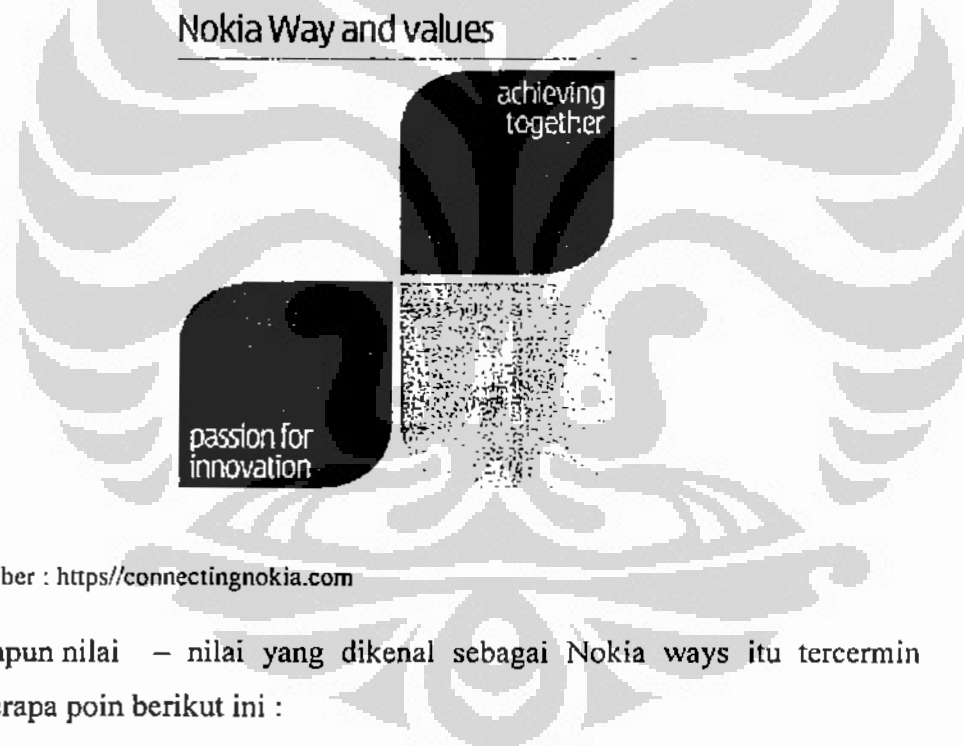 Nokia Way and values
achieving
together
passion for
innovation
ber : https//connectingnokia.com
pun nilai – nilai yang dikenal sebagai Nokia ways itu tercermin
erapa poin berikut ini :